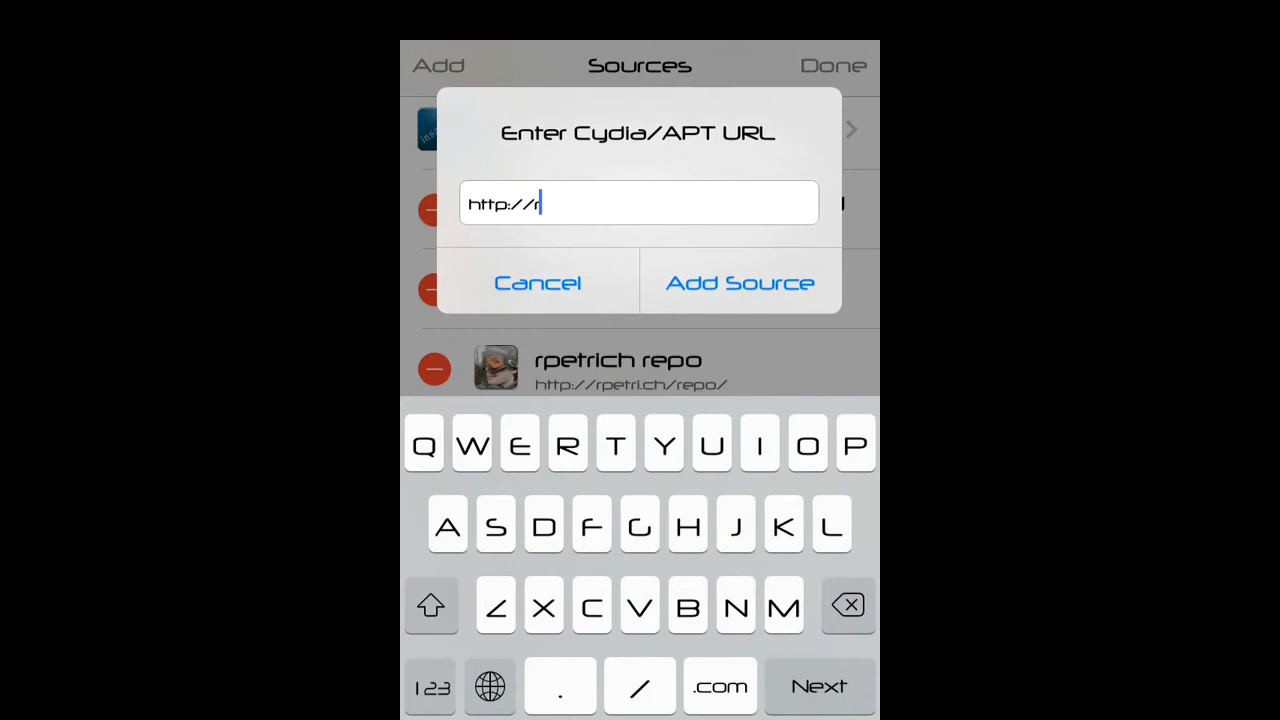 Add Sources Done
Enter Cydia/APT URL
http://r
Cancel Add Source
rpetrich repo
http://rpetri.ch/repo/
Q W E R T Y U I O P
A S D F G H J K L
Z X C V B N M
123 . / .com Next